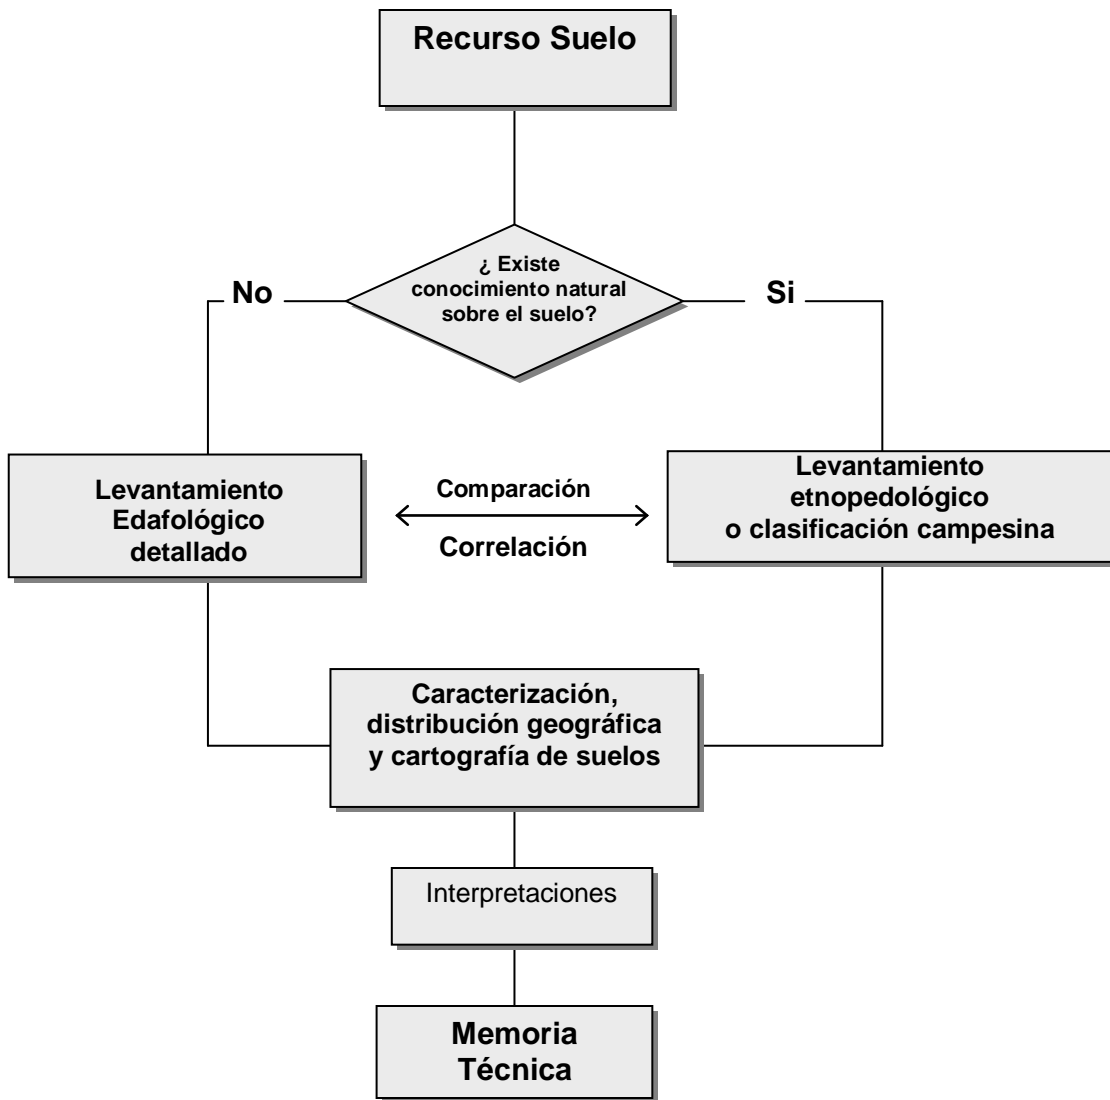 Recurso Suelo
¿ Existe
conocimiento natural
sobre el suelo?
No
Si
Levantamiento
Edafológico
detallado
Comparación
Correlación
Levantamiento
etnopedológico
o clasificación campesina
Caracterización,
distribución geográfica
y cartografía de suelos
Interpretaciones
Memoria
Técnica